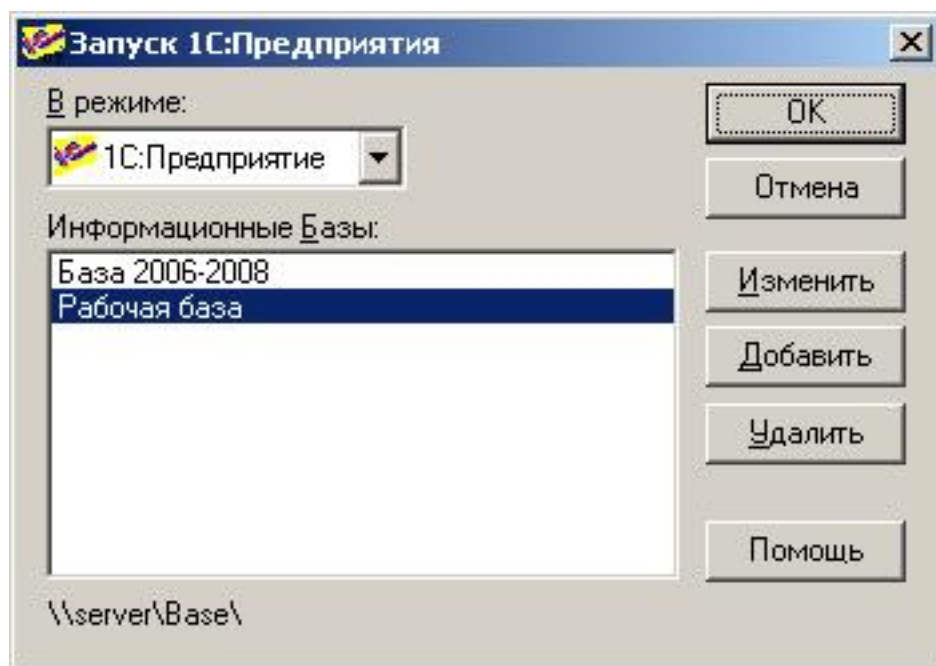 Запуск 1С:Предприятия
В режиме:
1С:Предприятие
Информационные Базы:
База 2006-2008
Рабочая база
\\server\Base\
OK
Отмена
Изменить
Добавить
Удалить
Помощь